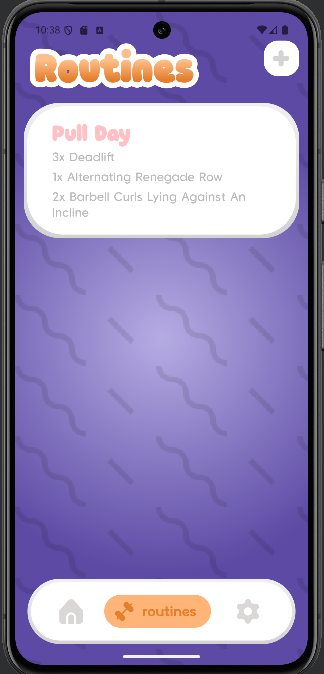 10:38
Routines
Pull Day
3x Deadlift
1x Alternating Renegade Row
2x Barbell Curls Lying Against An
Incline
routines